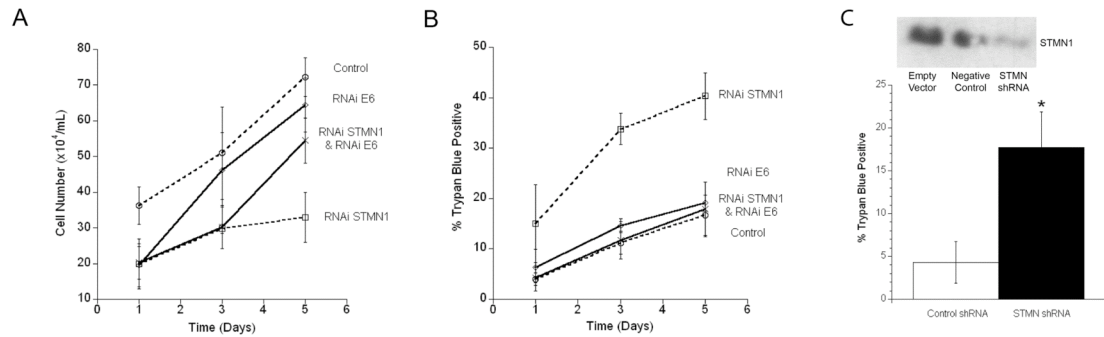 A
Cell Number (x10⁴/mL)
80
70
60
50
40
30
20
10
0
1
2
3
4
5
6
Time (Days)
Control
RNAi E6
RNAi STMN1
& RNAi E6
RNAi STMN1
B
% Trypan Blue Positive
50
40
30
20
10
0
0
1
2
3
4
5
6
Time (Days)
RNAi STMN1
RNAi E6
RNAi STMN1
& RNAi E6
Control
C
STMN1
Empty
Vector
Negative
Control
STMN
shRNA
% Trypan Blue Positive
25
20
15
10
5
0
*
Control shRNA
STMN shRNA